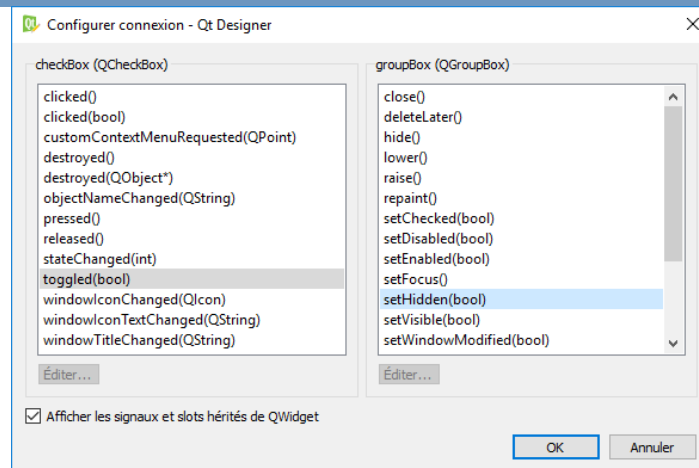 Configurer connexion - Qt Designer
checkBox (QCheckBox)
clicked()
clicked(bool)
customContextMenuRequested(QPoint)
destroyed()
destroyed(QObject*)
objectNameChanged(QString)
pressed()
released()
stateChanged(int)
toggled(bool)
windowIconChanged(QIcon)
windowIconTextChanged(QString)
windowTitleChanged(QString)
Éditer...
groupBox (QGroupBox)
close()
deleteLater()
hide()
lower()
raise()
repaint()
setChecked(bool)
setDisabled(bool)
setEnabled(bool)
setFocus()
setHidden(bool)
setVisible(bool)
setWindowModified(bool)
Éditer...
Afficher les signaux et slots hérités de QWidget
OK
Annuler